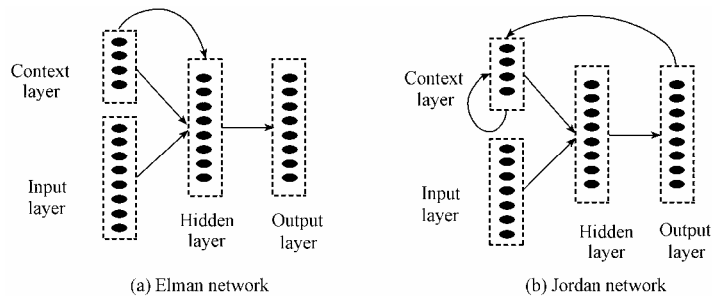 Context
layer
Input
layer
Hidden
layer
Output
layer
(a) Elman network
Context
layer
Input
layer
Hidden
layer
Output
layer
(b) Jordan network